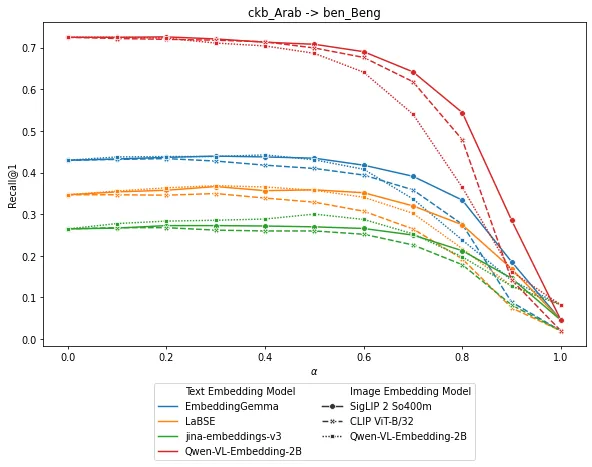 ckb_Arab -> ben_Beng
Recall@1
0.7
0.6
0.5
0.4
0.3
0.2
0.1
0.0
0.0 0.2 0.4 0.6 0.8 1.0
α
Text Embedding Model Image Embedding Model
EmbeddingGemma SigLIP 2 So400m
LaBSE CLIP ViT-B/32
jina-embeddings-v3 Qwen-VL-Embedding-2B
Qwen-VL-Embedding-2B